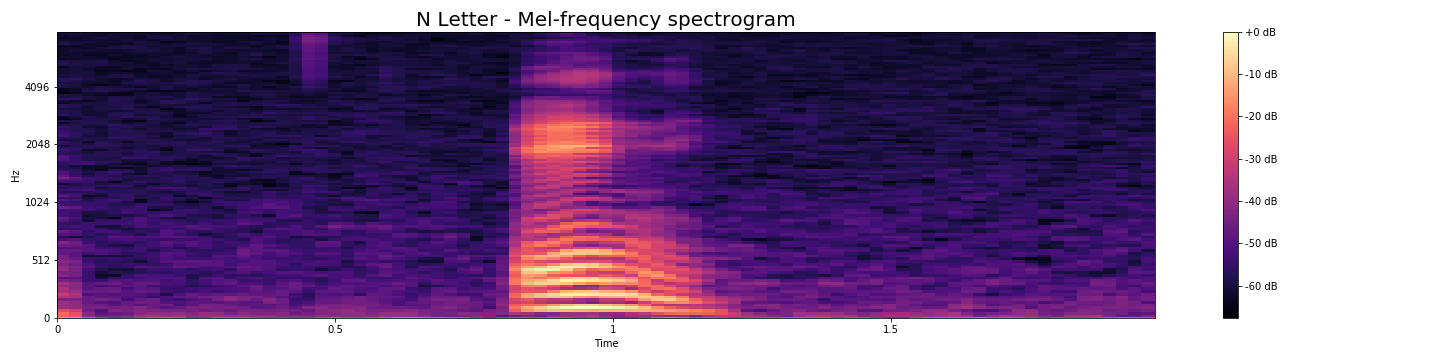 N Letter - Mel-frequency spectrogram
Hz
4096
2048
1024
512
0
0 0.5 1 1.5
Time
+0 dB
-10 dB
-20 dB
-30 dB
-40 dB
-50 dB
-60 dB